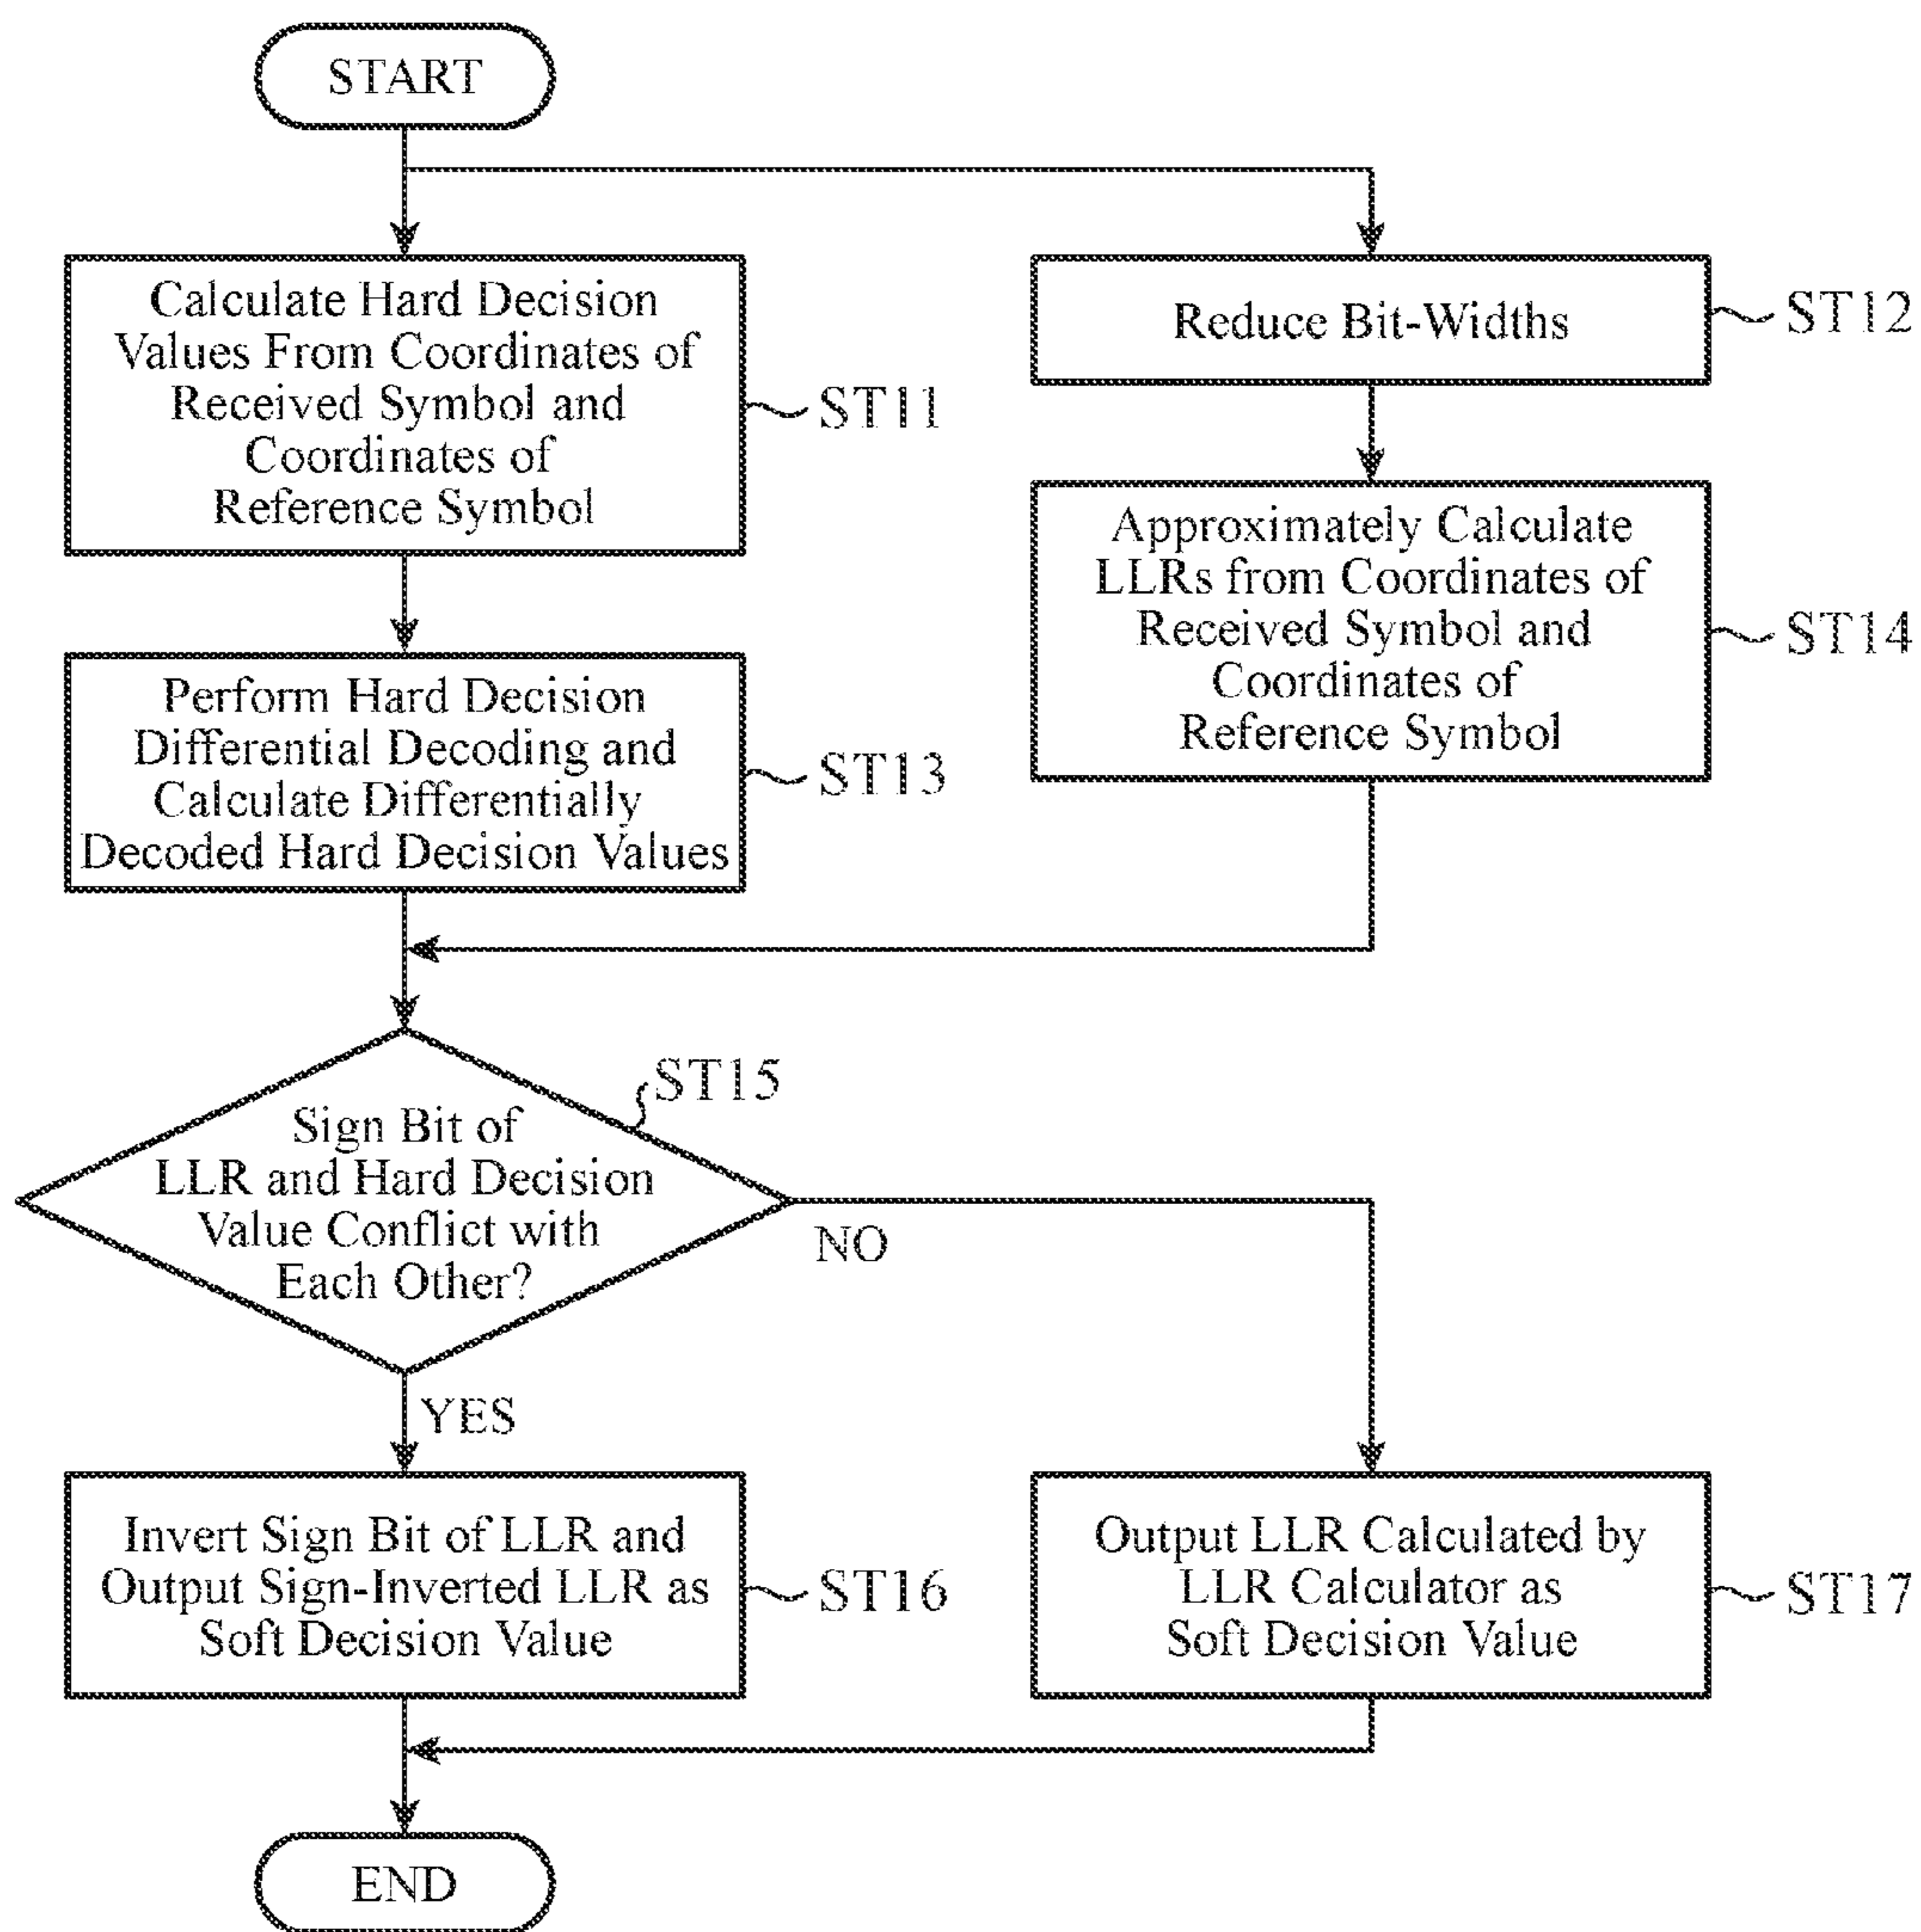 START
Calculate Hard Decision
Values From Coordinates of
Received Symbol and
Coordinates of
Reference Symbol
ST11
Reduce Bit-Widths
ST12
Perform Hard Decision
Differential Decoding and
Calculate Differentially
Decoded Hard Decision Values
ST13
Approximately Calculate
LLRs from Coordinates of
Received Symbol and
Coordinates of
Reference Symbol
ST14
Sign Bit of
LLR and Hard Decision
Value Conflict with
Each Other?
ST15
NO
YES
Invert Sign Bit of LLR and
Output Sign-Inverted LLR as
Soft Decision Value
ST16
Output LLR Calculated by
LLR Calculator as
Soft Decision Value
ST17
END